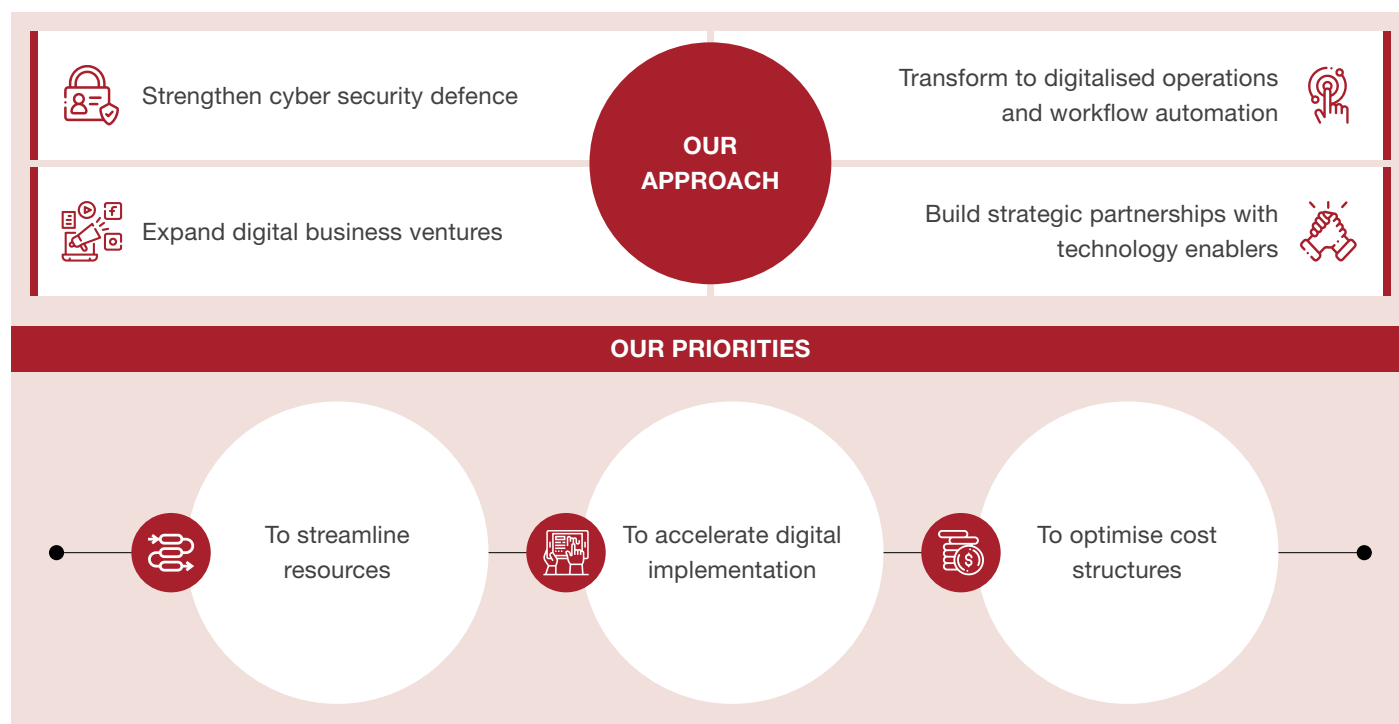 Strengthen cyber security defence
Expand digital business ventures
OUR
APPROACH
Transform to digitalised operations
and workflow automation
Build strategic partnerships with
technology enablers
OUR PRIORITIES
To streamline
resources
To accelerate digital
implementation
To optimise cost
structures